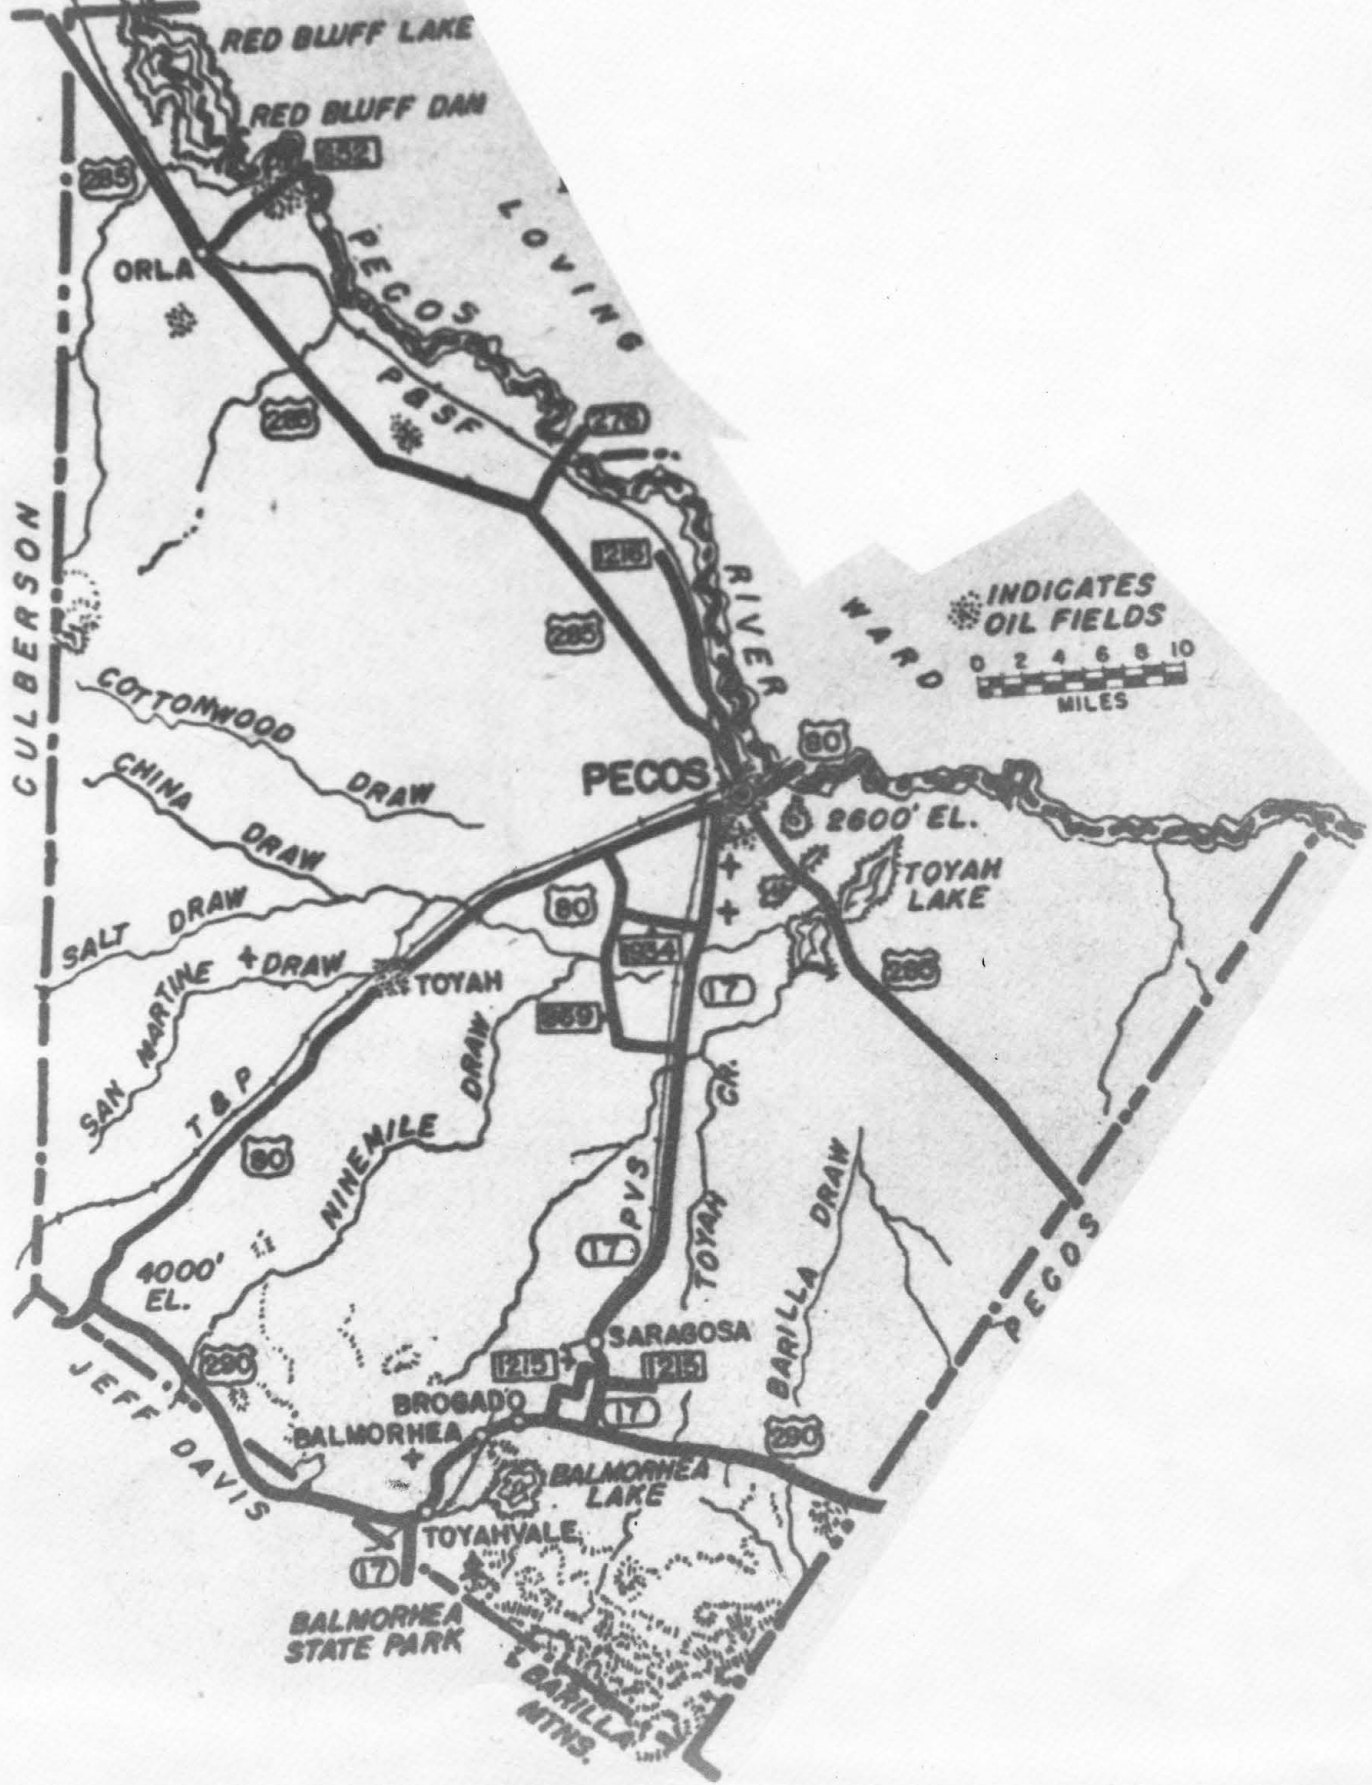 RED BLUFF LAKE
RED BLUFF DAM
652
285
LOVING
ORLA
PECOS
P & SF
285
276
CULBERSON
1216
285
RIVER
WARD
INDICATES
OIL FIELDS
0 2 4 6 8 10
MILES
COTTONWOOD DRAW
CHINA DRAW
80
PECOS
2600' EL.
TOYAH
LAKE
SALT DRAW
80
SAN MARTINE DRAW
TOYAH
1934
17
285
869
DRAW
NINEMILE
T & P
80
CR.
TOYAH
PVS
17
BARILLA DRAW
PECOS
4000'
EL.
290
SARAGOSA
1215
1215
JEFF DAVIS
BROGADO
17
BALMORHEA
290
BALMORHEA
LAKE
TOYAHVALE
17
BALMORHEA
STATE PARK
BARILLA
MTNS.